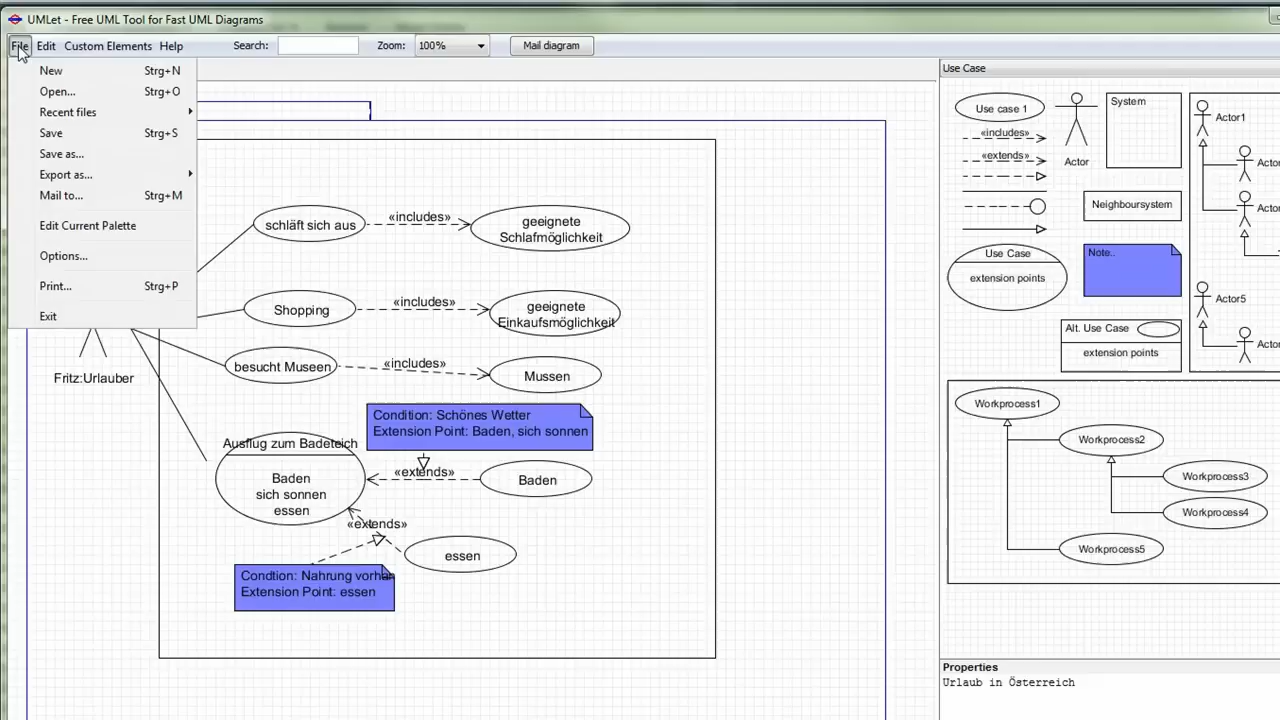 UMLet - Free UML Tool for Fast UML Diagrams
File Edit Custom Elements Help Search: Zoom: 100% Mail diagram
New Strg+N
Open... Strg+O
Recent files
Save Strg+S
Save as...
Export as...
Mail to... Strg+M
Edit Current Palette
Options...
Print... Strg+P
Exit
schläft sich aus
«includes»
geeignete
Schlafmöglichkeit
Shopping
«includes»
geeignete
Einkaufsmöglichkeit
besucht Museen
«includes»
Mussen
Fritz:Urlauber
Condition: Schönes Wetter
Extension Point: Baden, sich sonnen
Ausflug zum Badeteich
Baden
sich sonnen
essen
«extends»
Baden
«extends»
essen
Condtion: Nahrung vorhan
Extension Point: essen
Use Case
Use case 1
«includes»
«extends»
Actor
System
Neighboursystem
Use Case
extension points
Note..
Alt. Use Case
extension points
Actor1
Actor5
Workprocess1
Workprocess2
Workprocess3
Workprocess4
Workprocess5
Properties
Urlaub in Österreich